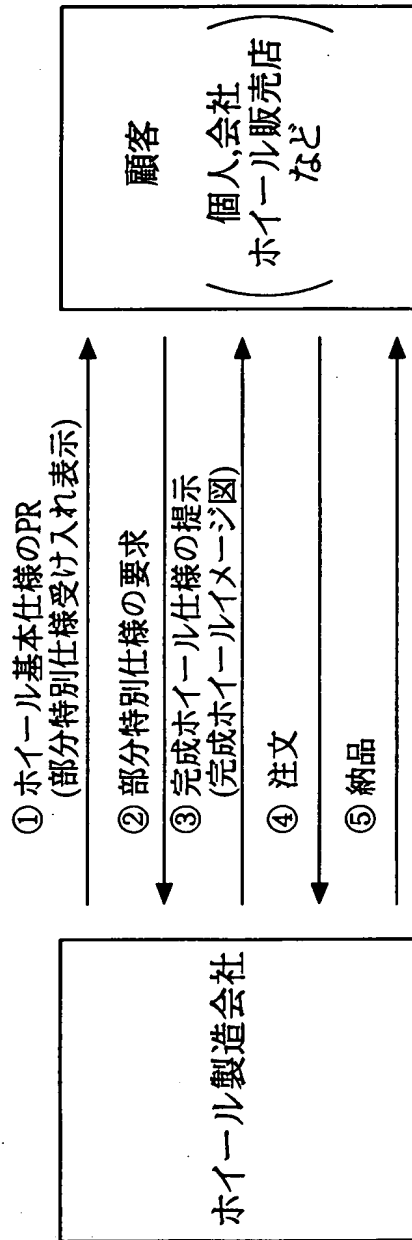 ホイール製造会社
① ホイール基本仕様のPR
(部分特別仕様受け入れ表示)
② 部分特別仕様の要求
③ 完成ホイール仕様の提示
(完成ホイールイメージ図)
④ 注文
⑤ 納品
顧客
(個人,会社
ホイール販売店
など)